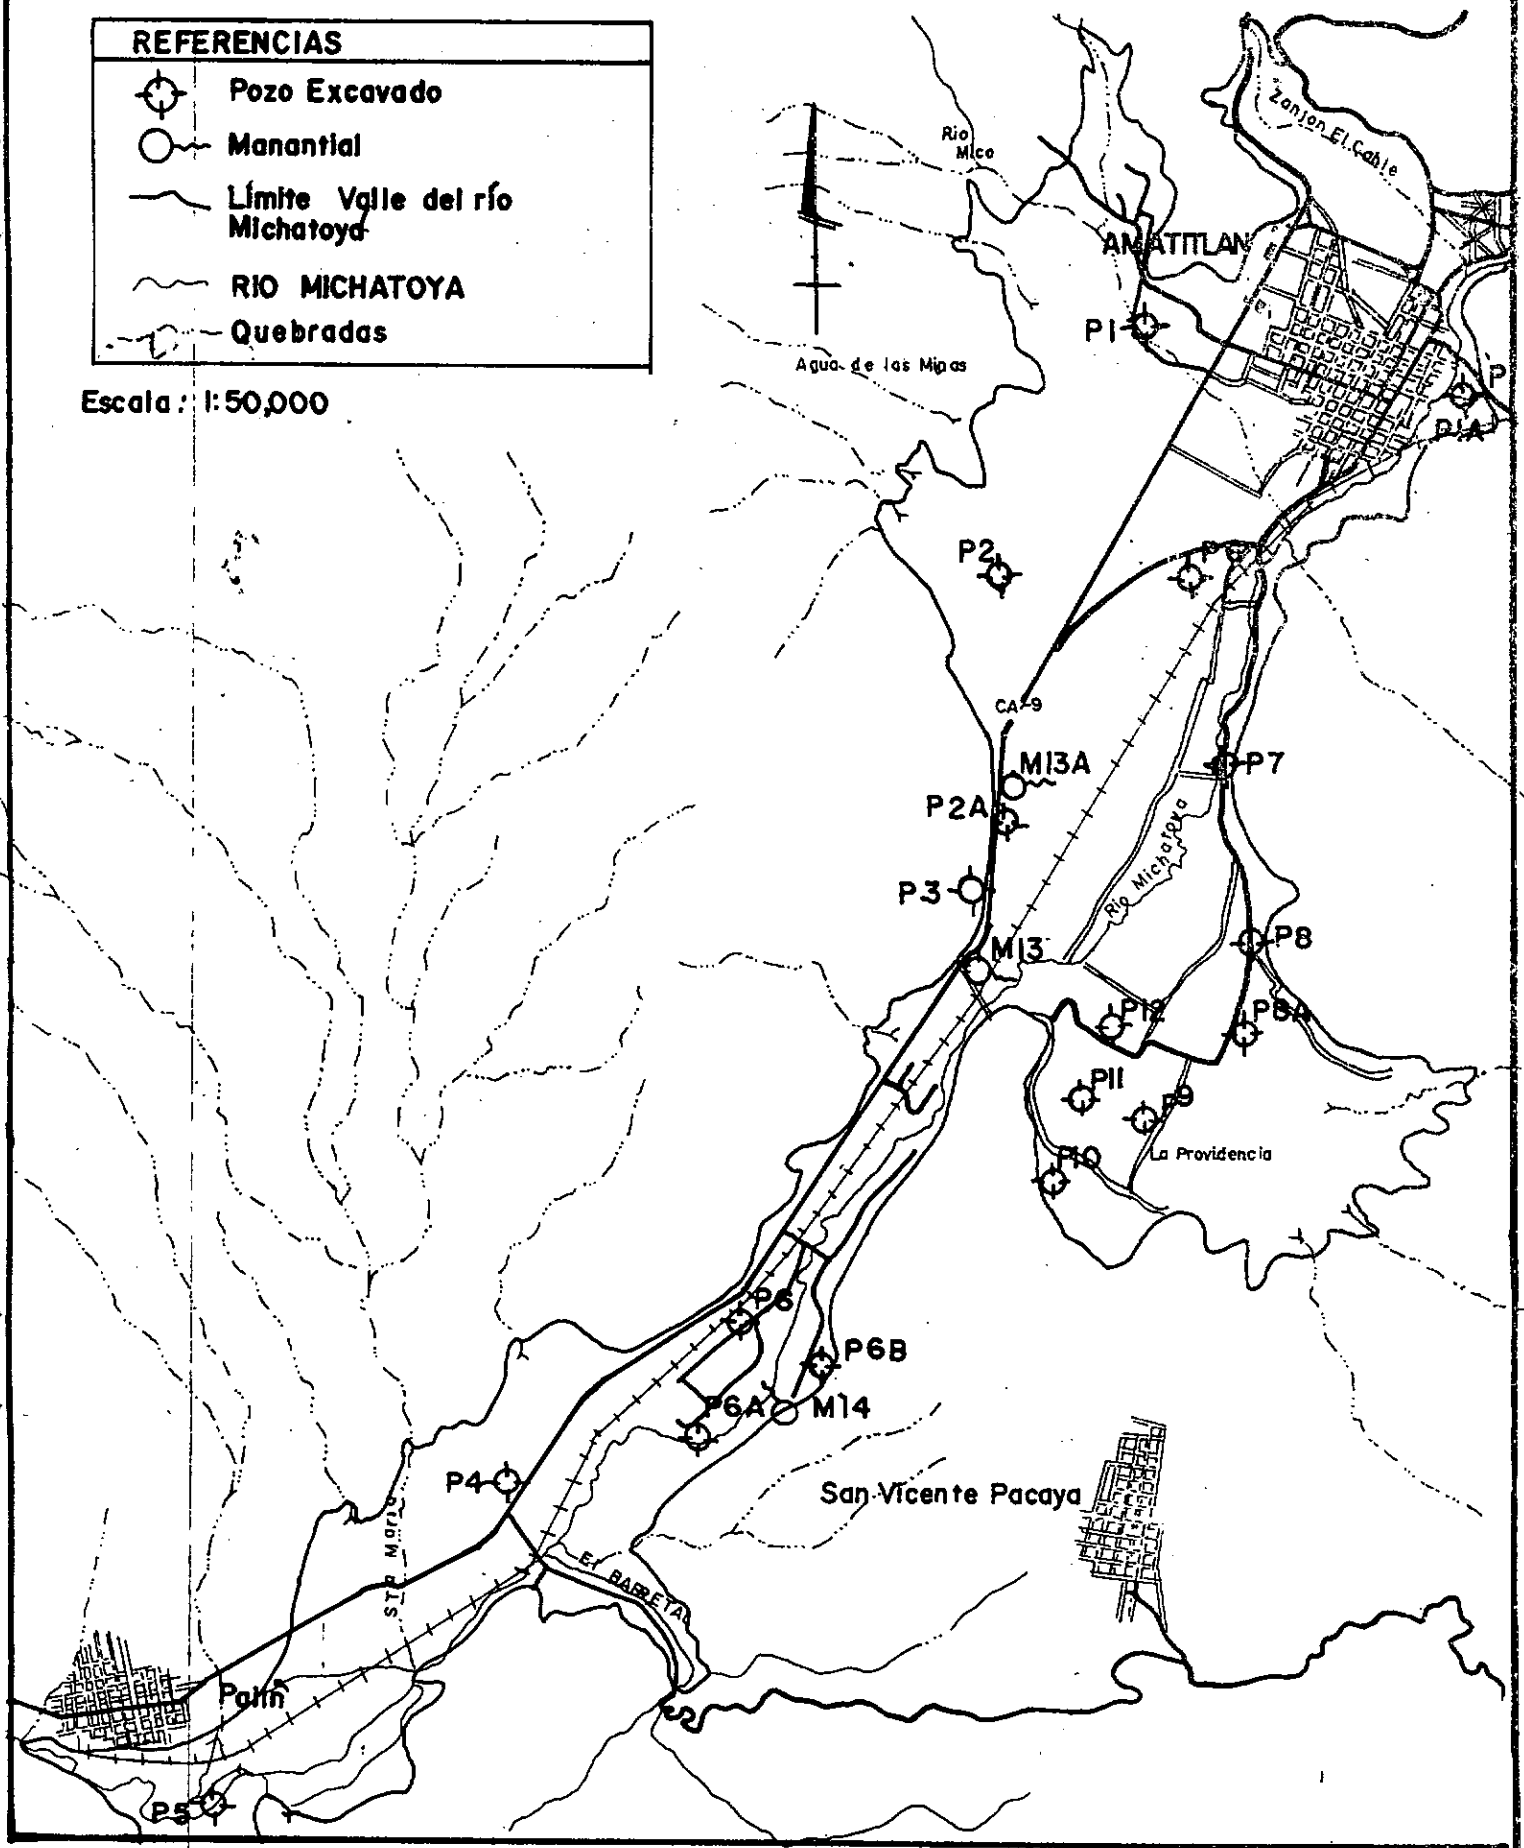 REFERENCIAS
Pozo Excavado
Manantial
Límite Valle del río
Michatoya
RIO MICHATOYA
Quebradas
Escala: 1:50,000
Zanjon El Cable
Rio
Mico
AMATITLAN
P1
Agua de las Minas
P
P1A
P2
CA-9
M13A
P7
P2A
Rio Michatoya
P3
P8
M13
P12
P8A
P11
P9
La Providencia
P10
P6
P6B
P6A
M14
P4
San Vicente Pacaya
STA Maria
El BARRETAL
Palin
P5